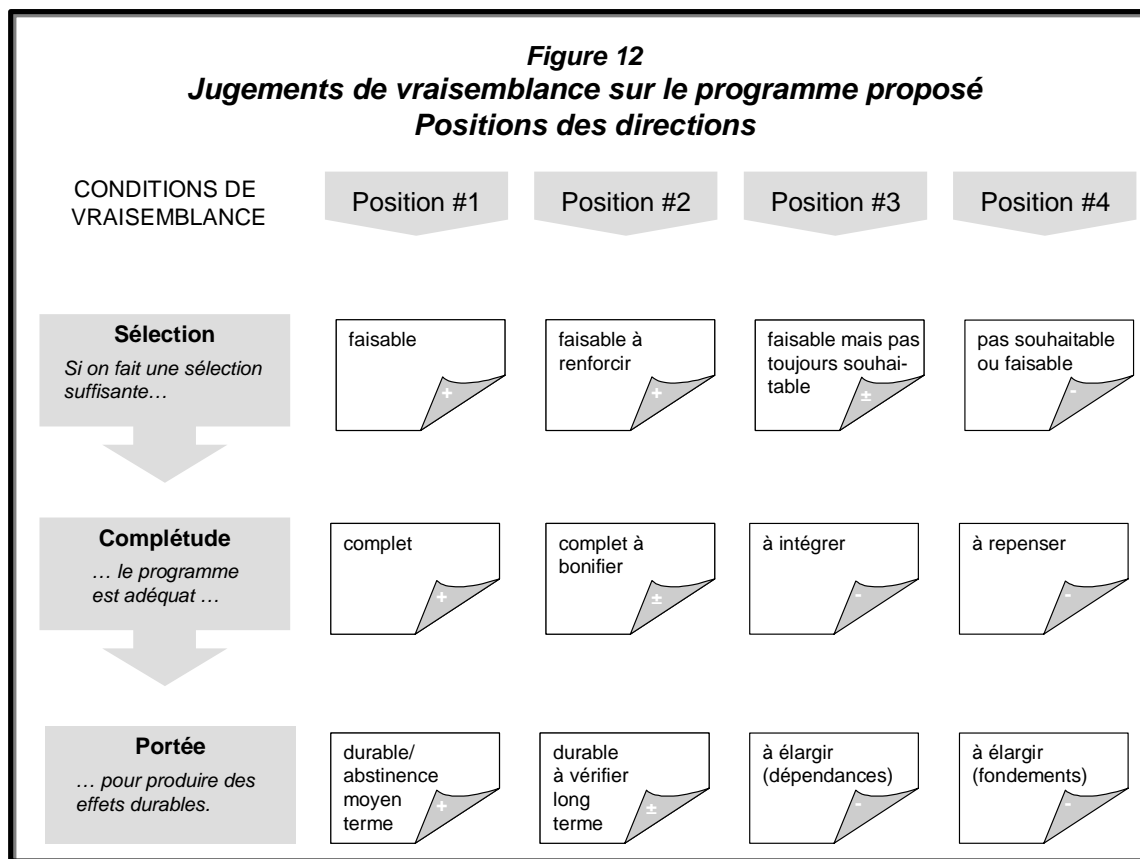 Figure 12
Jugements de vraisemblance sur le programme proposé
Positions des directions
CONDITIONS DE
VRAISEMBLANCE
Position #1
Position #2
Position #3
Position #4
Sélection
Si on fait une sélection
suffisante…
faisable
+
faisable à
renforcir
+
faisable mais pas
toujours souhai-
table
±
pas souhaitable
ou faisable
-
Complétude
… le programme
est adéquat …
complet
+
complet à
bonifier
±
à intégrer
-
à repenser
-
Portée
… pour produire des
effets durables.
durable/
abstinence
moyen
terme
+
durable
à vérifier
long
terme
±
à élargir
(dépendances)
-
à élargir
(fondements)
-